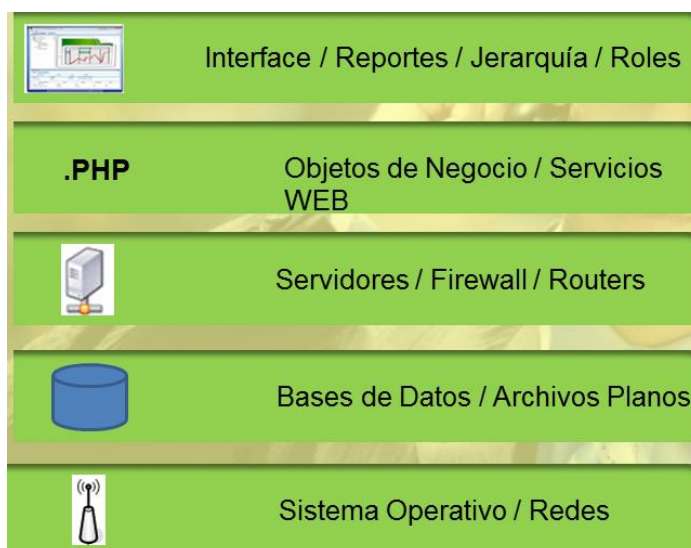 Interface / Reportes / Jerarquía / Roles
.PHP
Objetos de Negocio / Servicios
WEB
Servidores / Firewall / Routers
Bases de Datos / Archivos Planos
Sistema Operativo / Redes